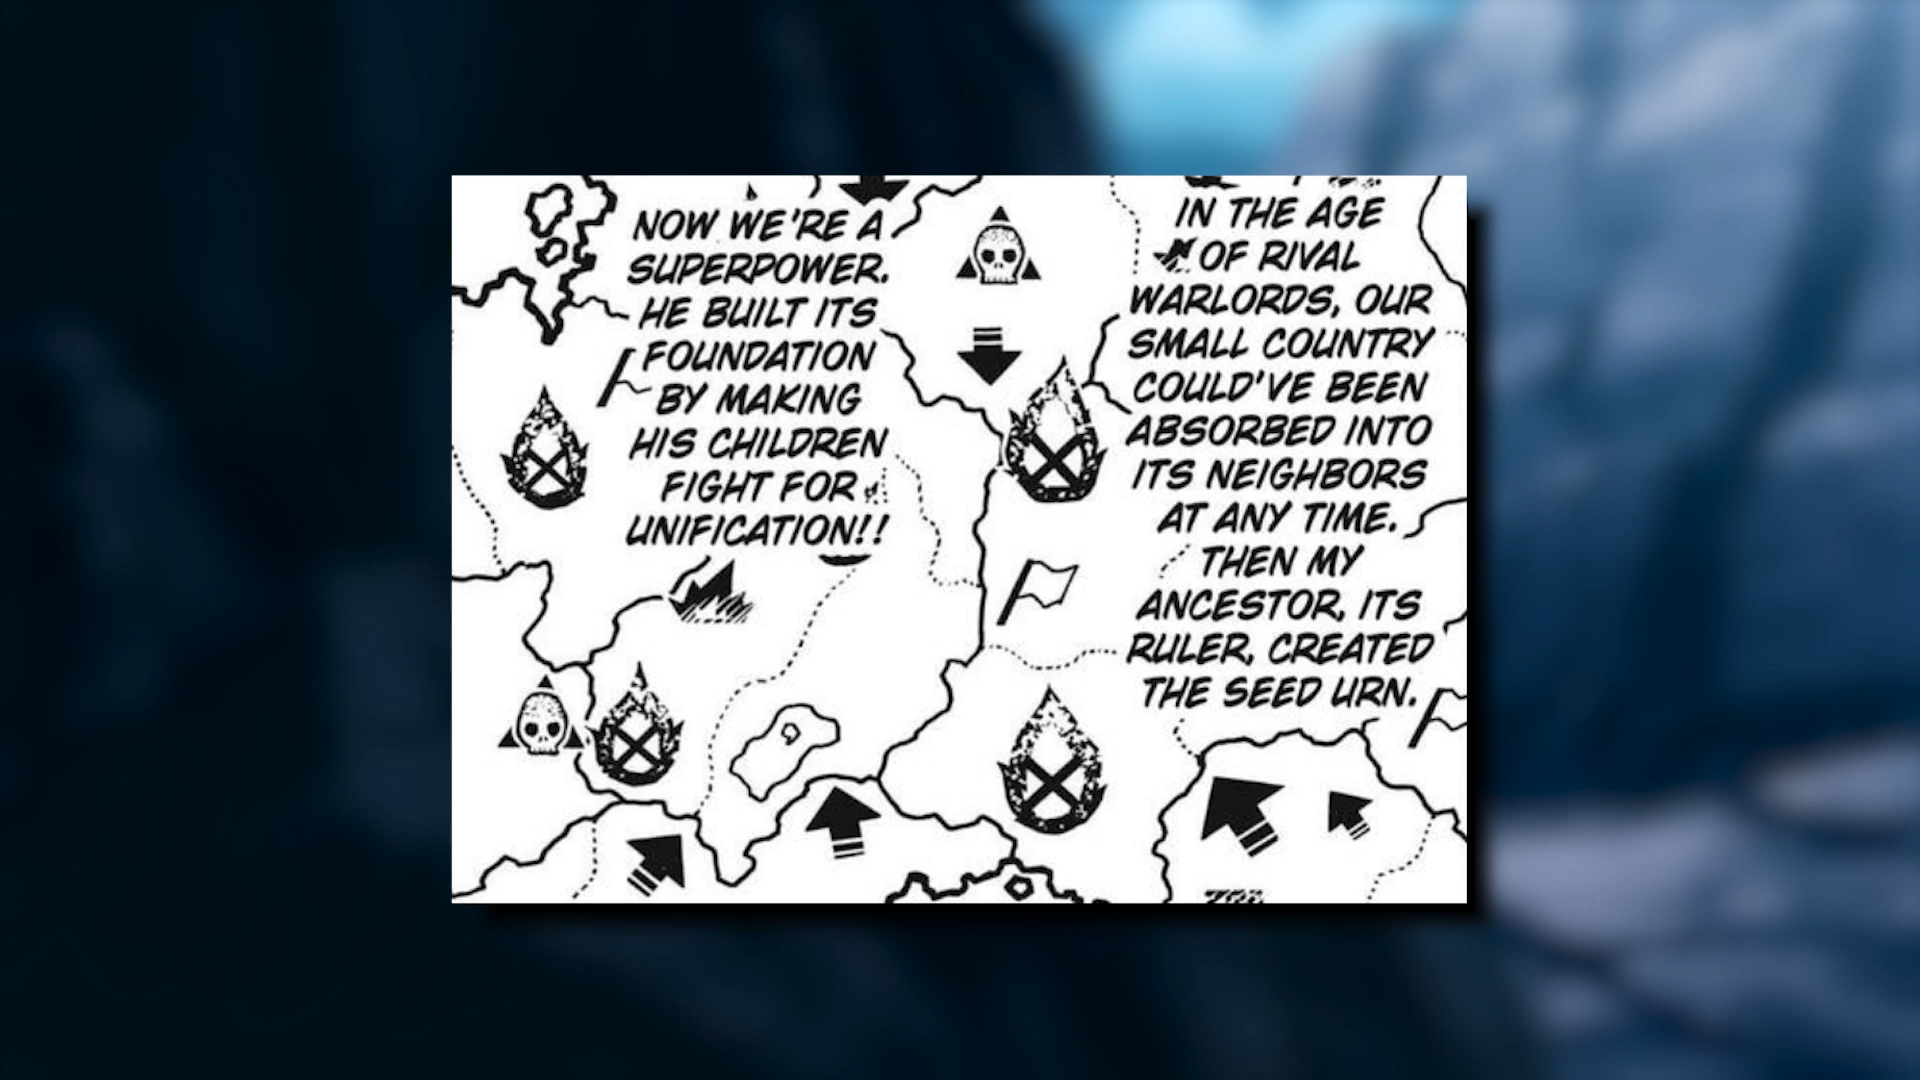 IN THE AGE
OF RIVAL
WARLORDS, OUR
SMALL COUNTRY
COULD'VE BEEN
ABSORBED INTO
ITS NEIGHBORS
AT ANY TIME.
THEN MY
ANCESTOR, ITS
RULER, CREATED
THE SEED URN.
NOW WE'RE A
SUPERPOWER.
HE BUILT ITS
FOUNDATION
BY MAKING
HIS CHILDREN
FIGHT FOR
UNIFICATION!!